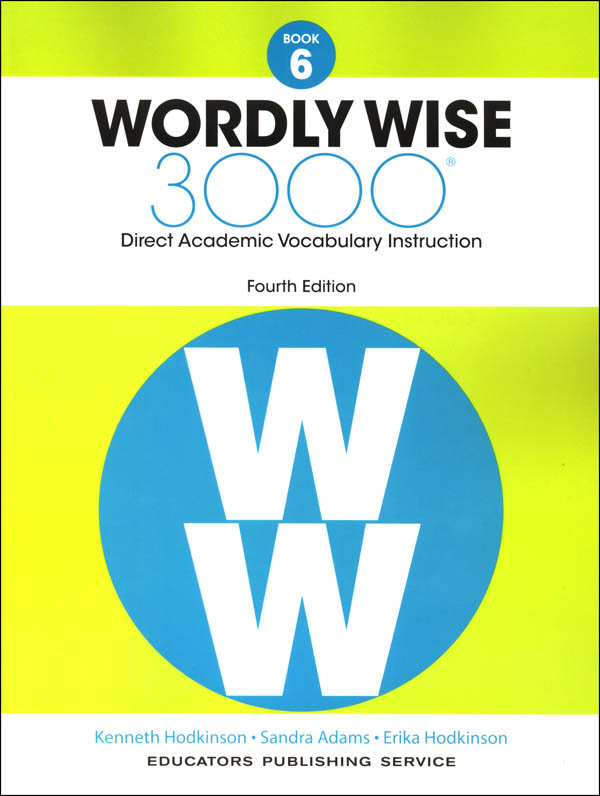 BOOK
6
WORDLY WISE
3000®
Direct Academic Vocabulary Instruction
Fourth Edition
W
W
Kenneth Hodkinson • Sandra Adams • Erika Hodkinson
EDUCATORS PUBLISHING SERVICE